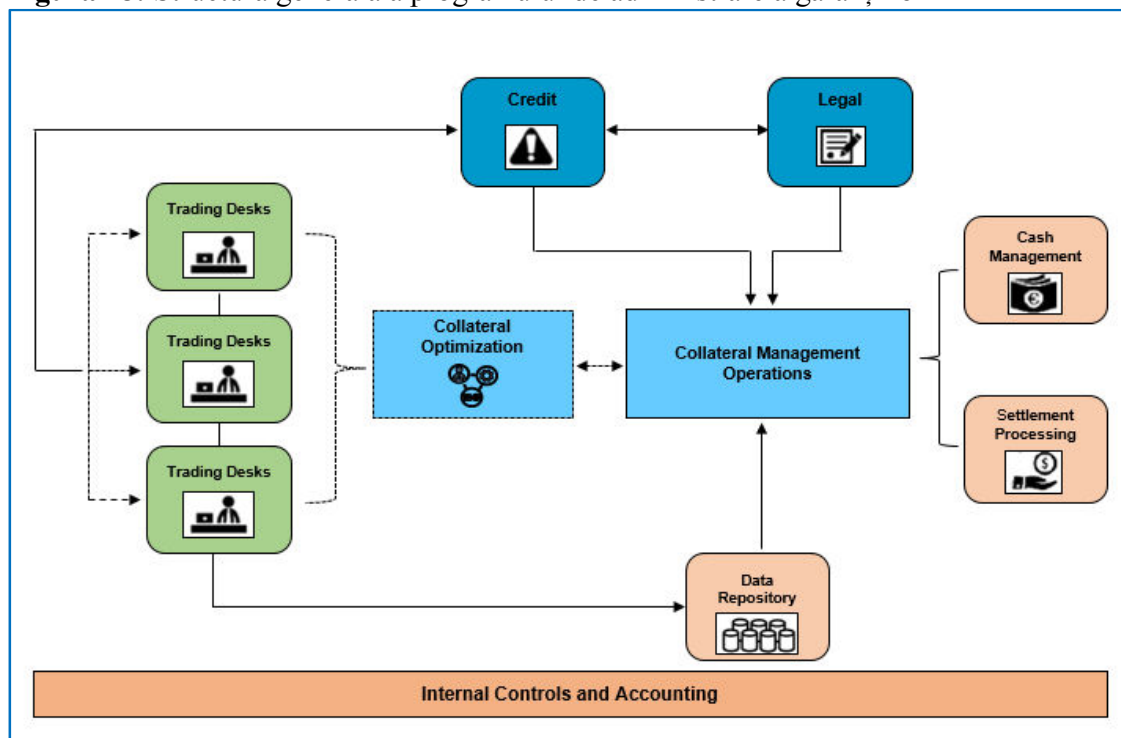 Credit
Legal
Trading Desks
Cash
Management
Trading Desks
Collateral
Optimization
Collateral Management
Operations
Settlement
Processing
Trading Desks
Data
Repository
Internal Controls and Accounting